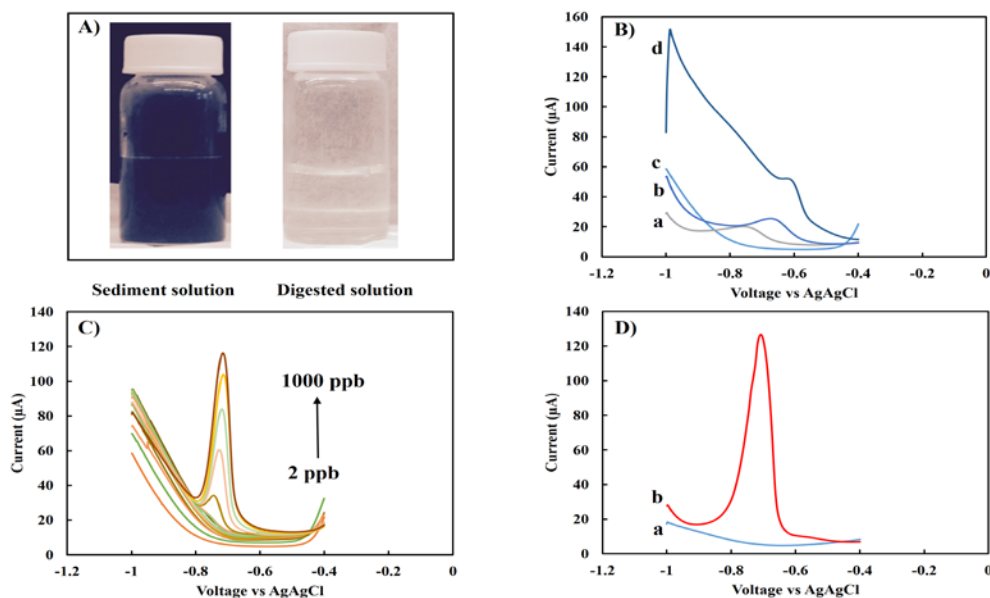 A)
Sediment solution
Digested solution
B)
160
140
120
100
80
60
40
20
0
Current (µA)
d
c
b
a
-1.2
-1
-0.8
-0.6
-0.4
-0.2
0
Voltage vs AgAgCl
C)
140
120
100
80
60
40
20
0
Current (µA)
1000 ppb
2 ppb
-1.2
-1
-0.8
-0.6
-0.4
-0.2
0
Voltage vs AgAgCl
D)
140
120
100
80
60
40
20
0
Current (µA)
b
a
-1.2
-1
-0.8
-0.6
-0.4
-0.2
0
Voltage vs AgAgCl